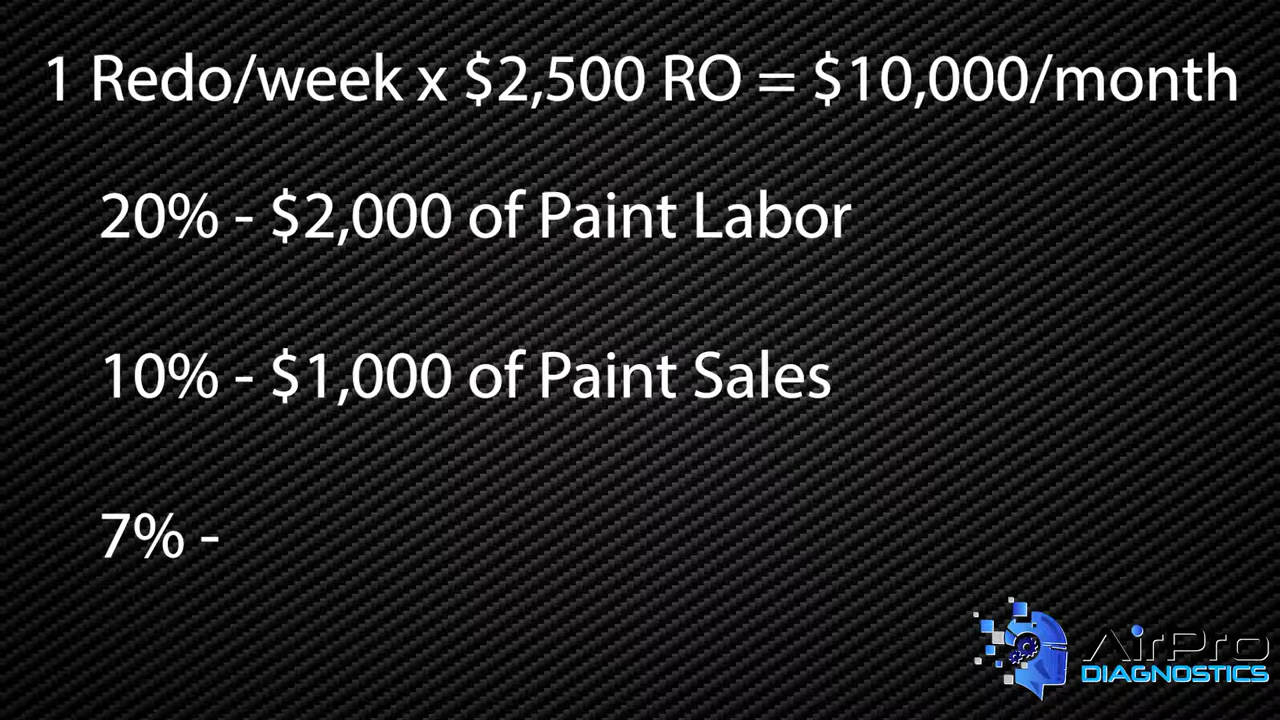 1 Redo/week x $2,500 RO = $10,000/month
20% - $2,000 of Paint Labor
10% - $1,000 of Paint Sales
7% -
AirPro
DIAGNOSTICS